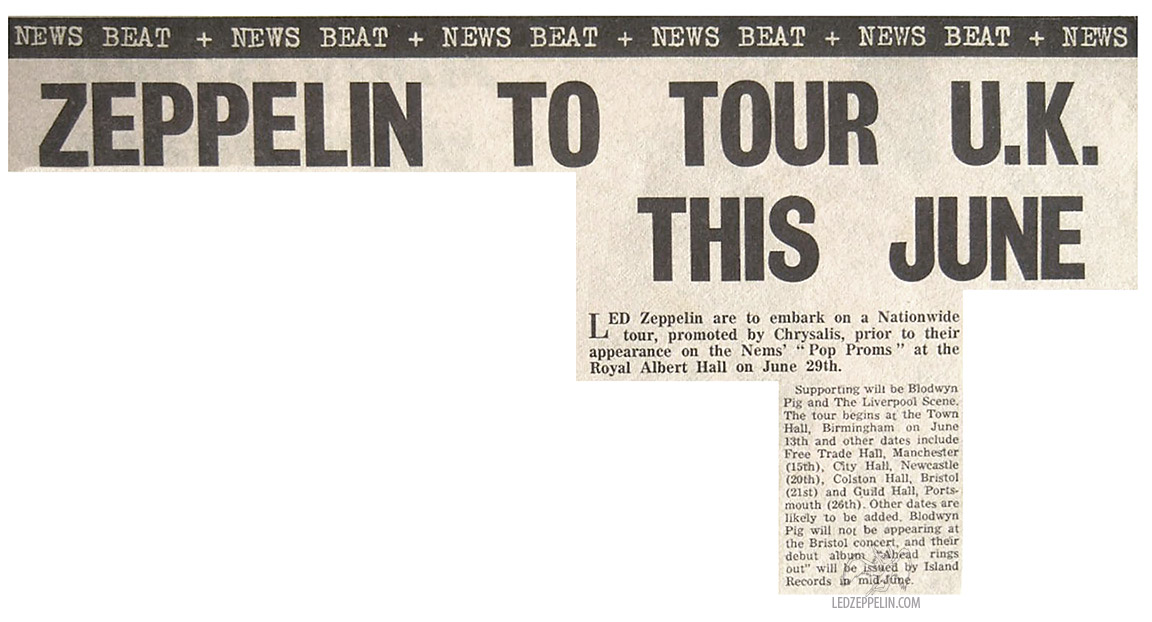 NEWS BEAT + NEWS BEAT + NEWS BEAT + NEWS BEAT + NEWS BEAT + NEWS
ZEPPELIN TO TOUR U.K.
THIS JUNE
LED Zeppelin are to embark on a Nationwide
tour, promoted by Chrysalis, prior to their
appearance on the Nems' "Pop Proms" at the
Royal Albert Hall on June 29th.
Supporting will be Blodwyn
Pig and The Liverpool Scene.
The tour begins at the Town
Hall, Birmingham on June
13th and other dates include
Free Trade Hall, Manchester
(15th), City Hall, Newcastle
(20th), Colston Hall, Bristol
(21st) and Guild Hall, Ports-
mouth (26th). Other dates are
likely to be added. Blodwyn
Pig will not be appearing at
the Bristol concert, and their
debut album "Ahead rings
out" will be issued by Island
Records in mid-June.
LEDZEPPELIN.COM